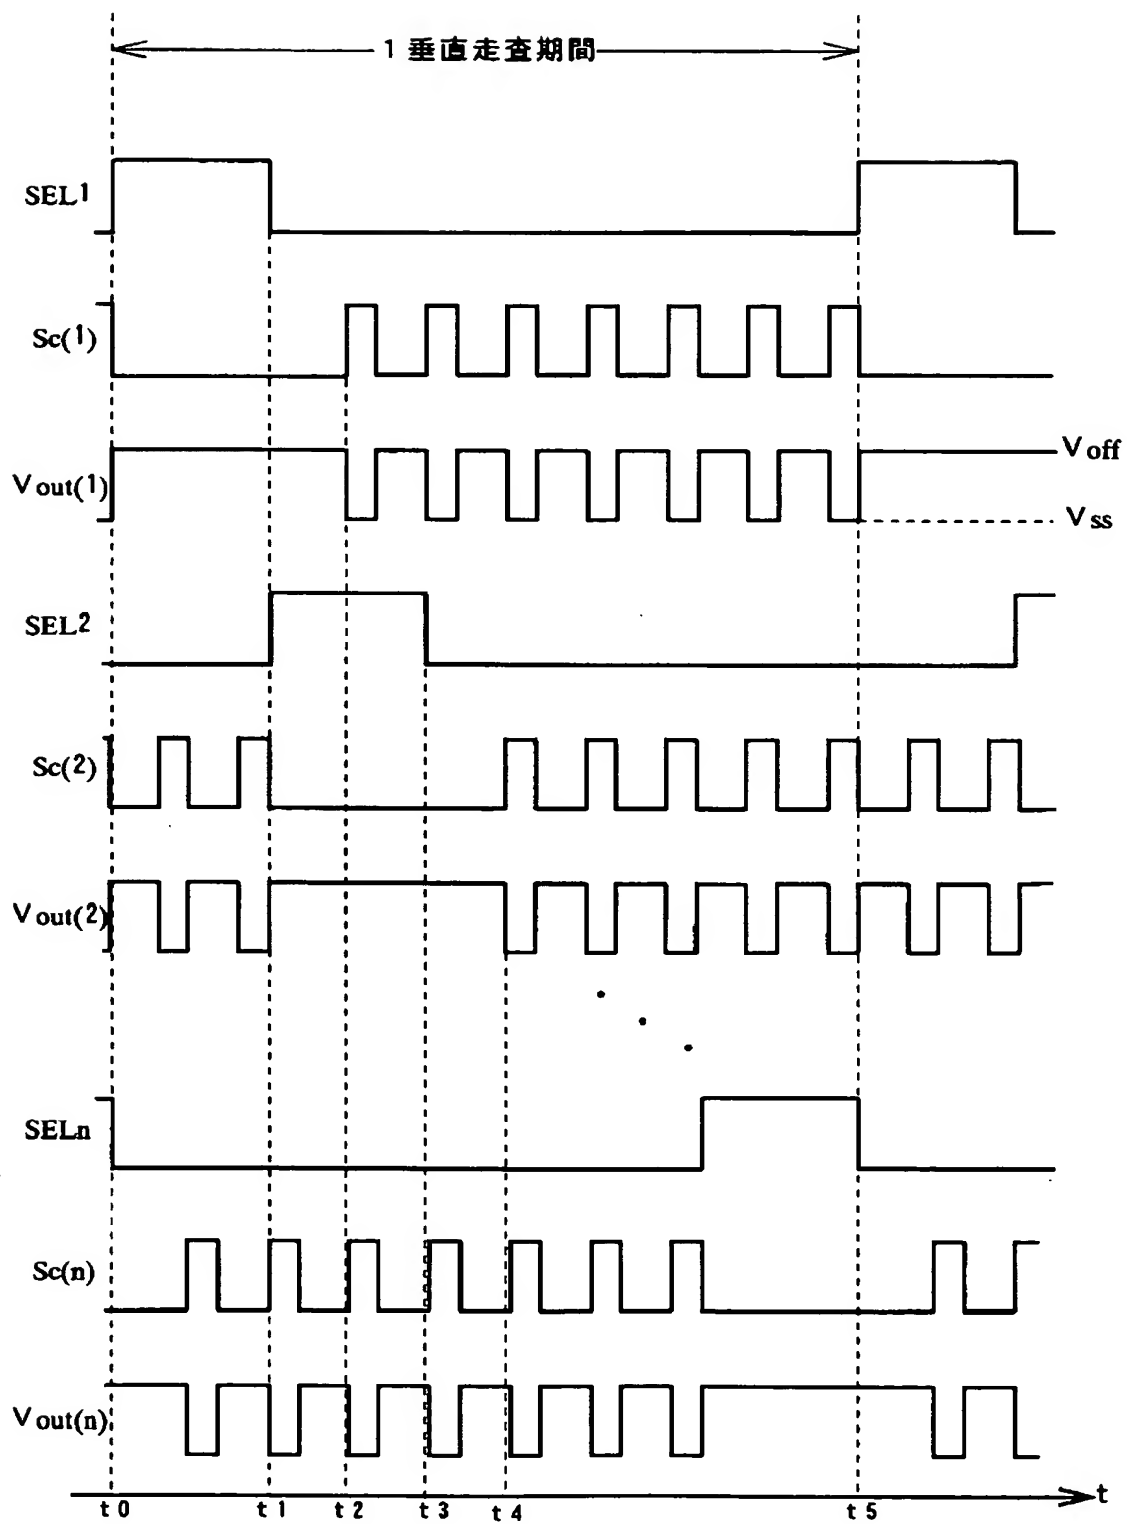 1 垂直走査期間
SEL1
Sc(1)
Voff
Vout(1)
Vss
SEL2
Sc(2)
Vout(2)
SELn
Sc(n)
Vout(n)
t
t0 t1 t2 t3 t4 t5